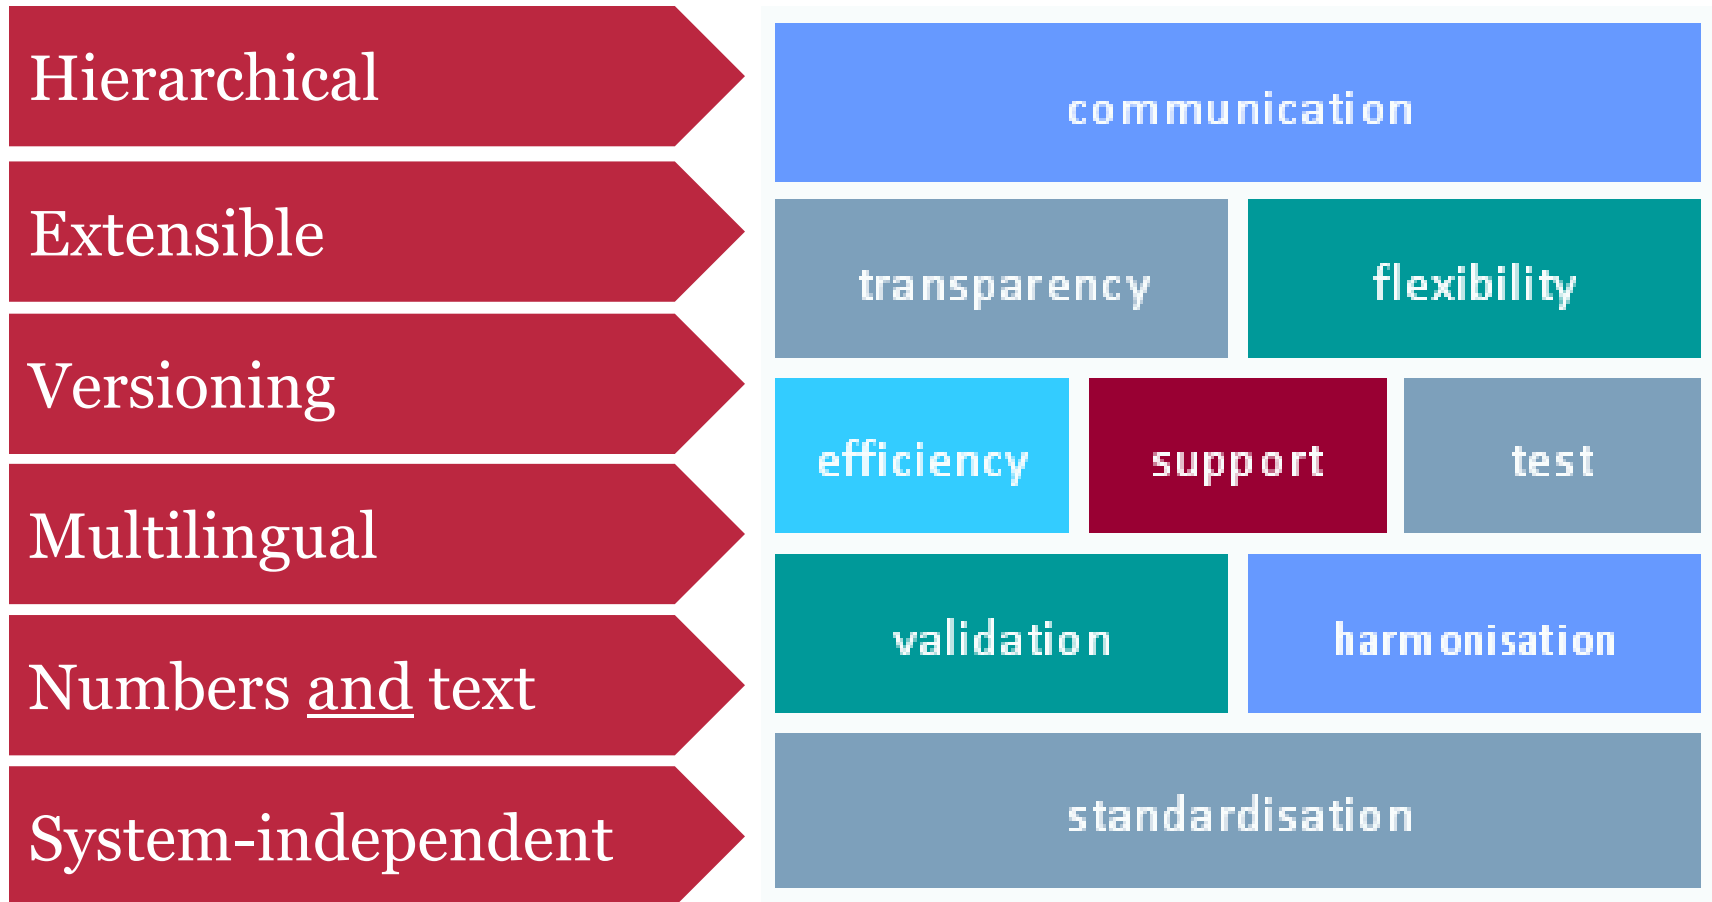 Hierarchical
Extensible
Versioning
Multilingual
Numbers and text
System-independent
communication
transparency
flexibility
efficiency
support
test
validation
harmonisation
standardisation